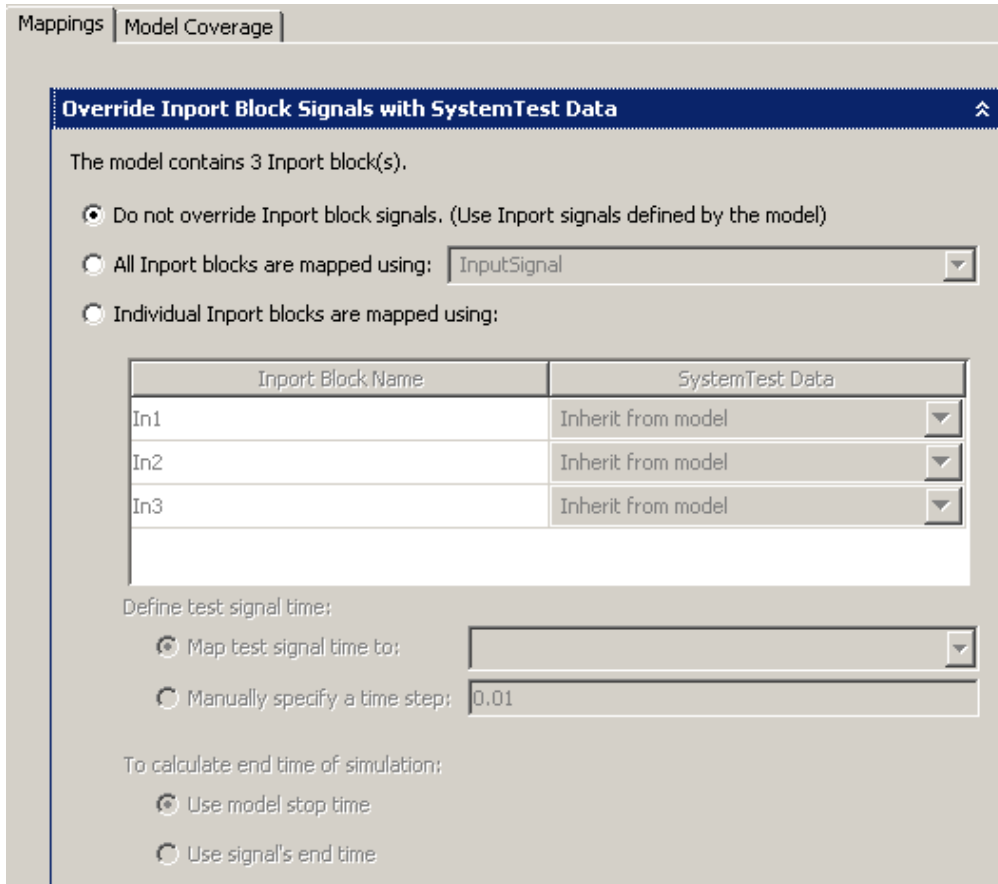 Mappings Model Coverage
Override Inport Block Signals with SystemTest Data
The model contains 3 Inport block(s).
Do not override Inport block signals. (Use Inport signals defined by the model)
All Inport blocks are mapped using: InputSignal
Individual Inport blocks are mapped using:
Inport Block Name SystemTest Data
In1 Inherit from model
In2 Inherit from model
In3 Inherit from model
Define test signal time:
Map test signal time to:
Manually specify a time step: 0.01
To calculate end time of simulation:
Use model stop time
Use signal's end time